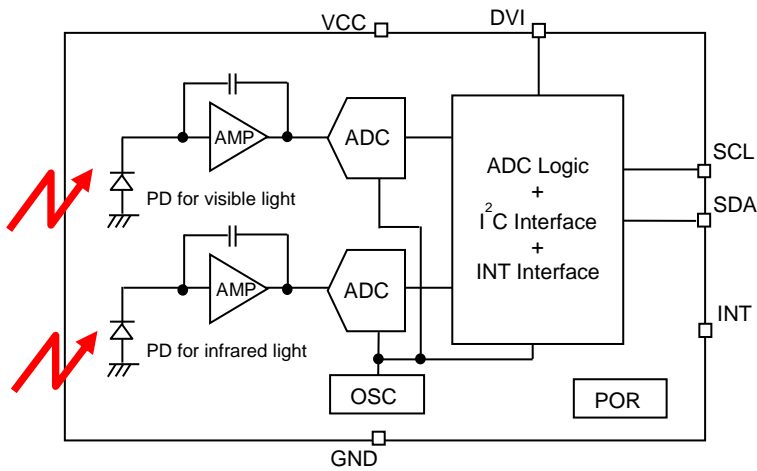 VCC
DVI
AMP
ADC
PD for visible light
ADC Logic
+
I²C Interface
+
INT Interface
SCL
SDA
AMP
ADC
PD for infrared light
INT
OSC
POR
GND